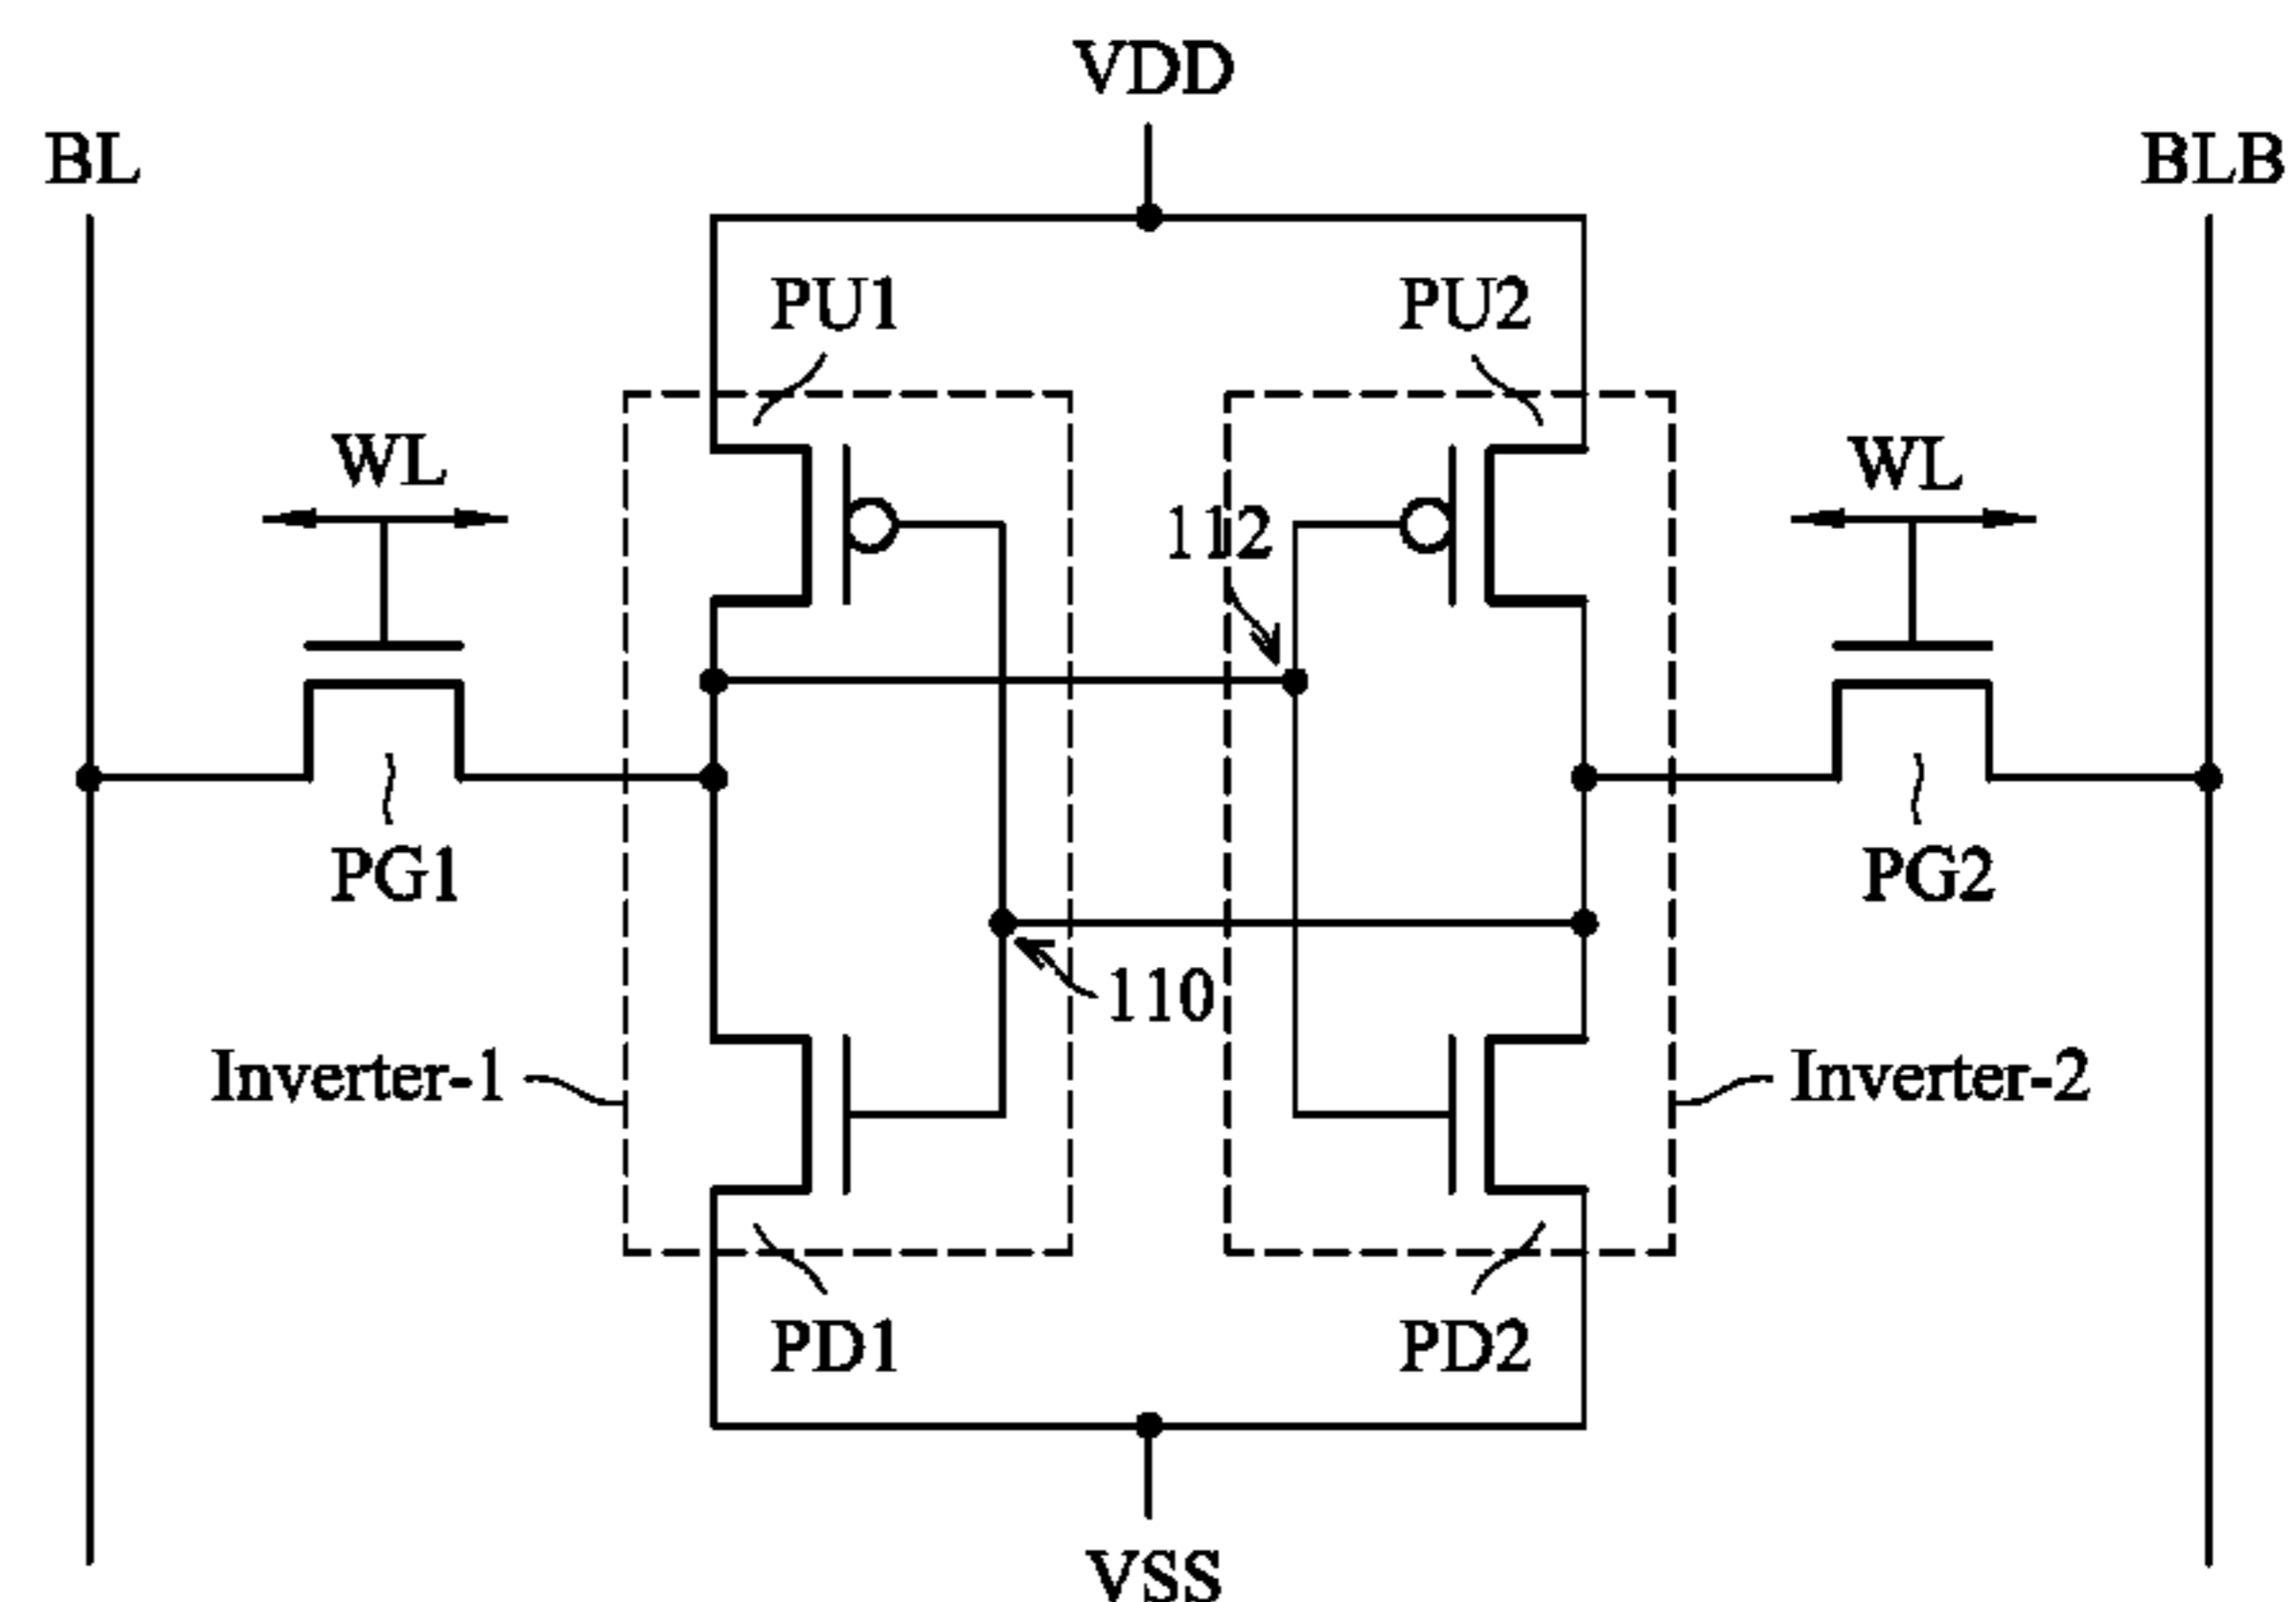 VDD
BL
BLB
PU1
PU2
WL
WL
112
PG1
PG2
110
Inverter-1
Inverter-2
PD1
PD2
VSS